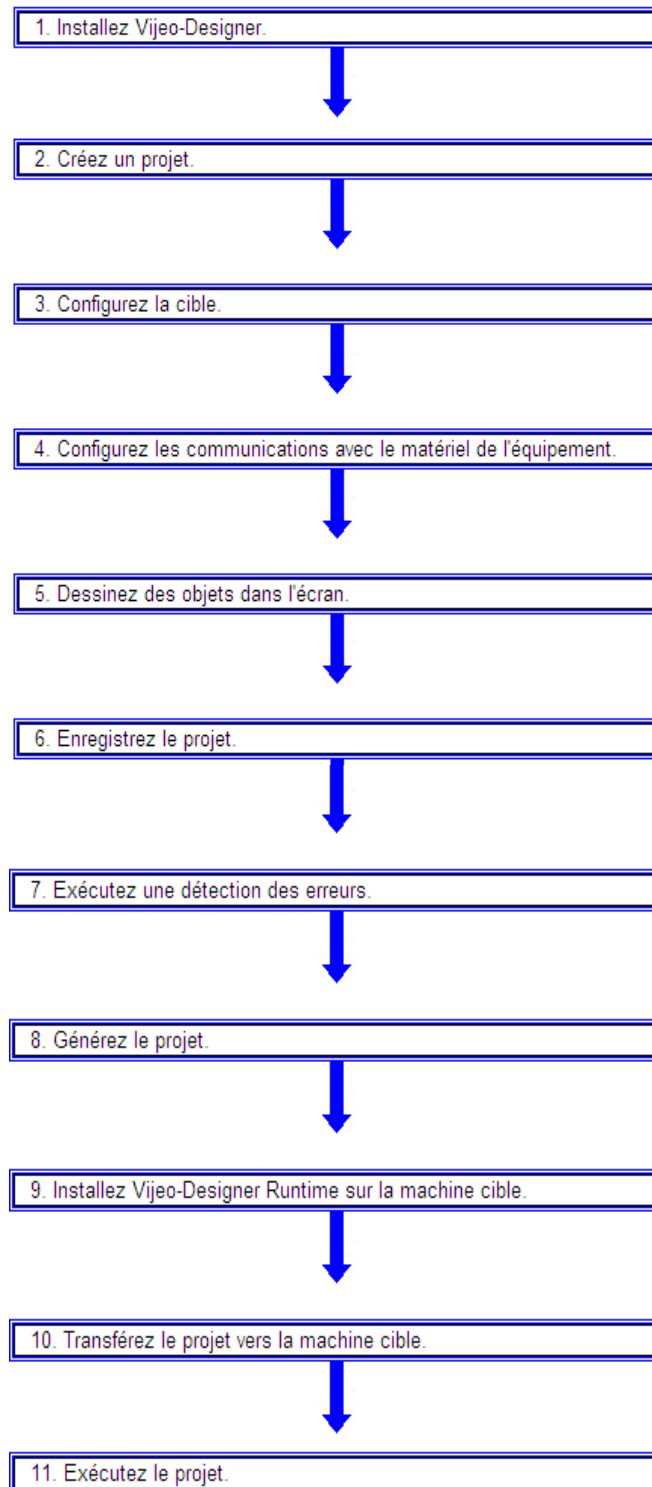 1. Installez Vijeo-Designer.
2. Créez un projet.
3. Configurez la cible.
4. Configurez les communications avec le matériel de l'équipement.
5. Dessinez des objets dans l'écran.
6. Enregistrez le projet.
7. Exécutez une détection des erreurs.
8. Générez le projet.
9. Installez Vijeo-Designer Runtime sur la machine cible.
10. Transférez le projet vers la machine cible.
11. Exécutez le projet.